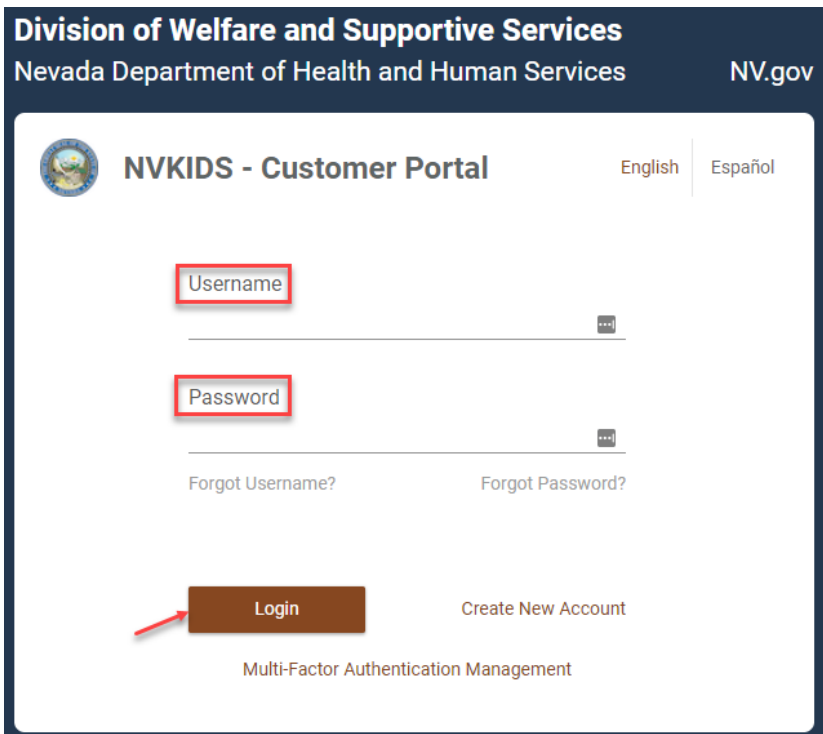 Division of Welfare and Supportive Services
Nevada Department of Health and Human Services NV.gov
NVKIDS - Customer Portal English Español
Username
Password
Forgot Username? Forgot Password?
Login Create New Account
Multi-Factor Authentication Management